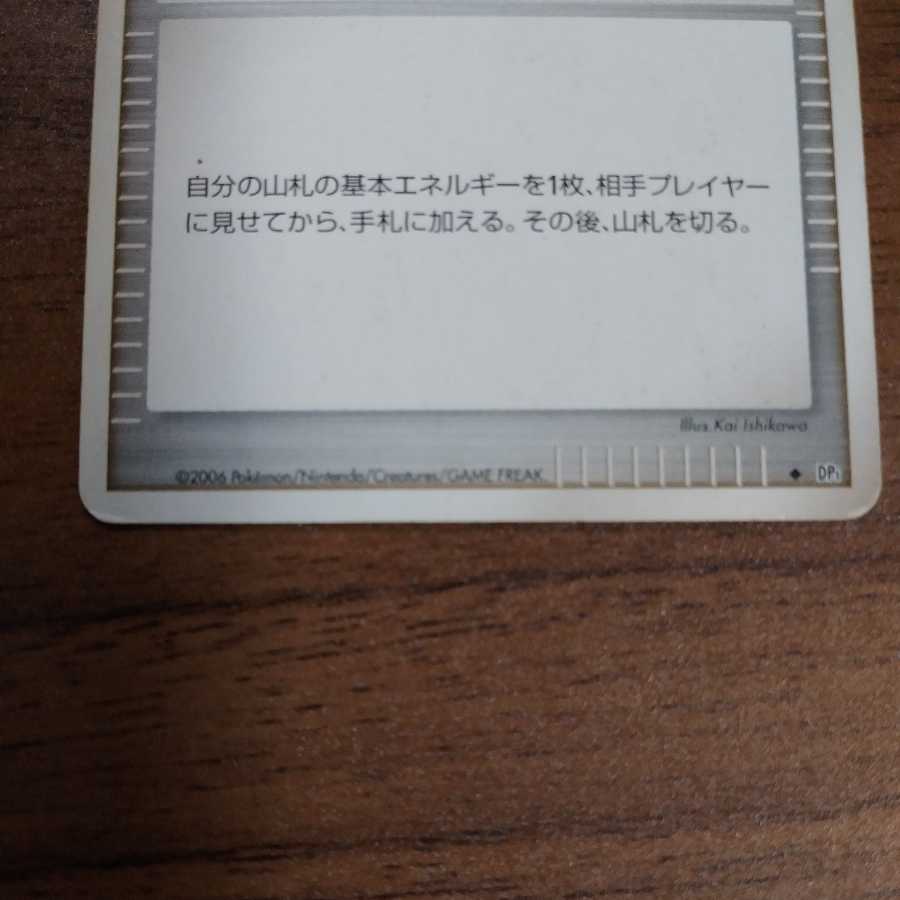 自分の山札の基本エネルギーを1枚、相手プレイヤー
に見せてから、手札に加える。その後、山札を切る。
Illus. Kai Ishikawa
©2006 Pokémon/Nintendo/Creatures/GAME FREAK.
◆ DP1